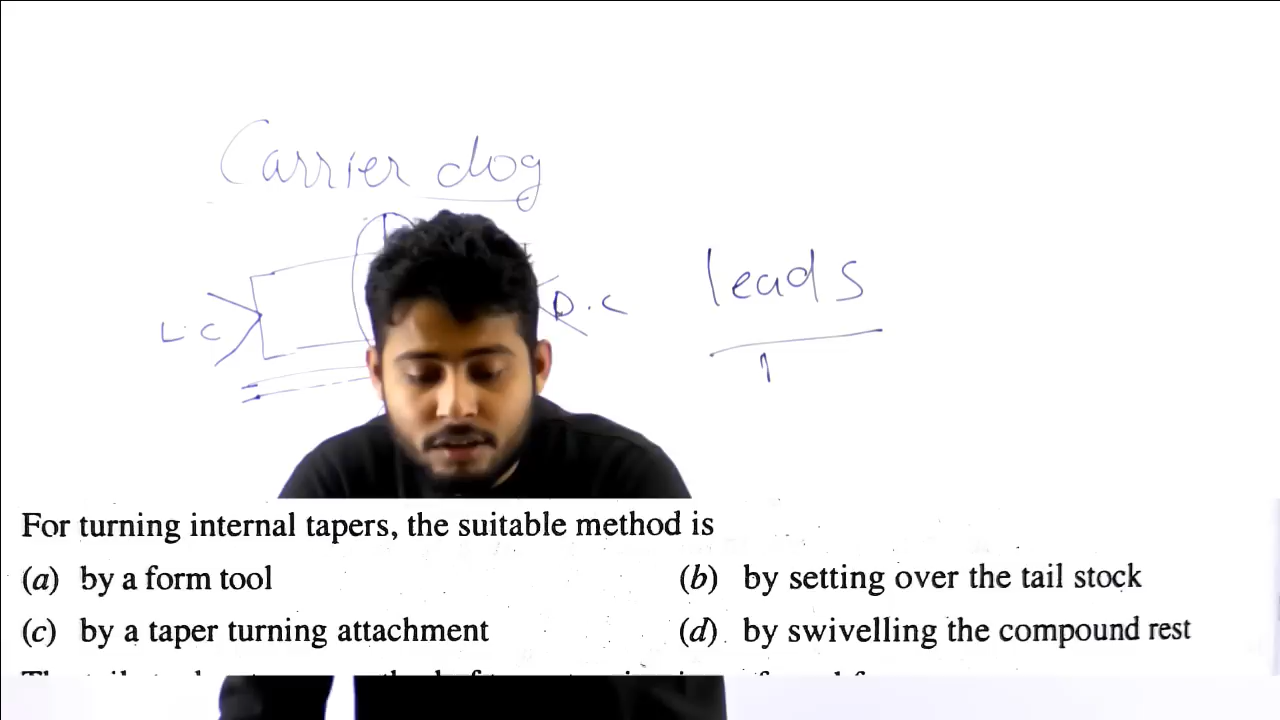 Carrier dog
L.C
D.C
leads
For turning internal tapers, the suitable method is
(a) by a form tool
(b) by setting over the tail stock
(c) by a taper turning attachment
(d) by swivelling the compound rest